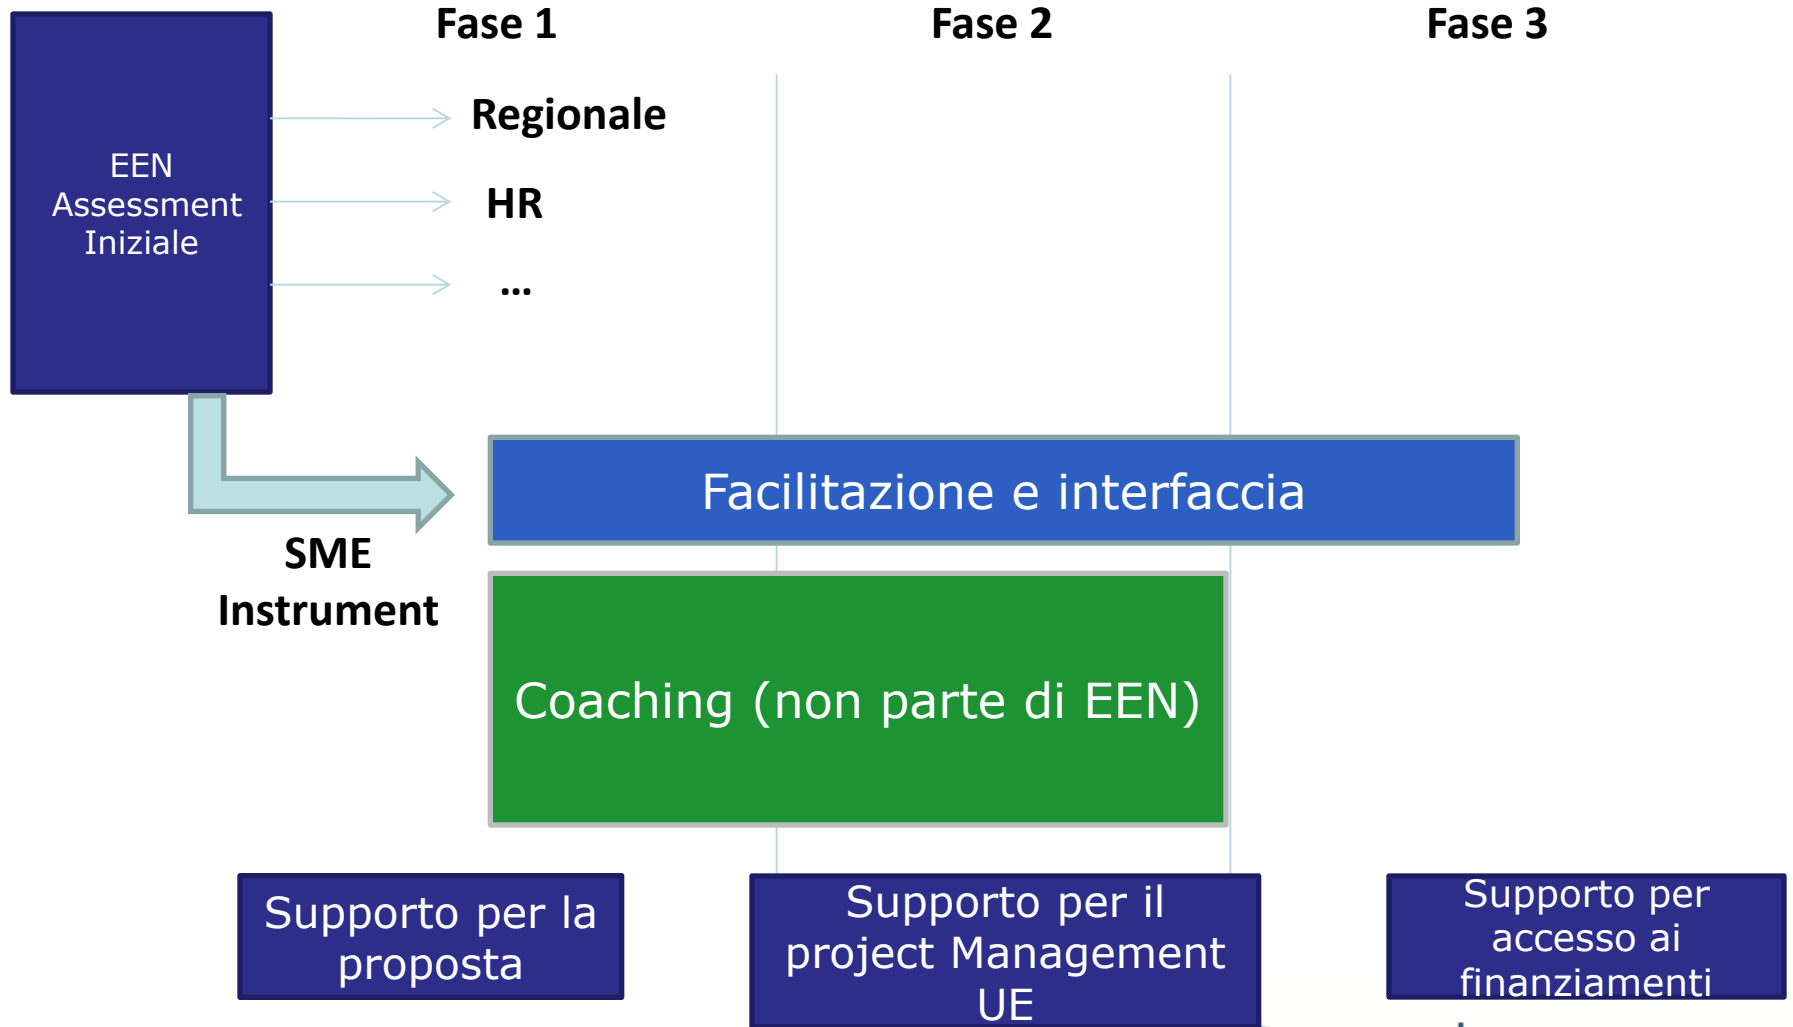 Fase 1
Fase 2
Fase 3
EEN
Assessment
Iniziale
Regionale
HR
...
SME
Instrument
Facilitazione e interfaccia
Coaching (non parte di EEN)
Supporto per la
proposta
Supporto per il
project Management
UE
Supporto per
accesso ai
finanziamenti